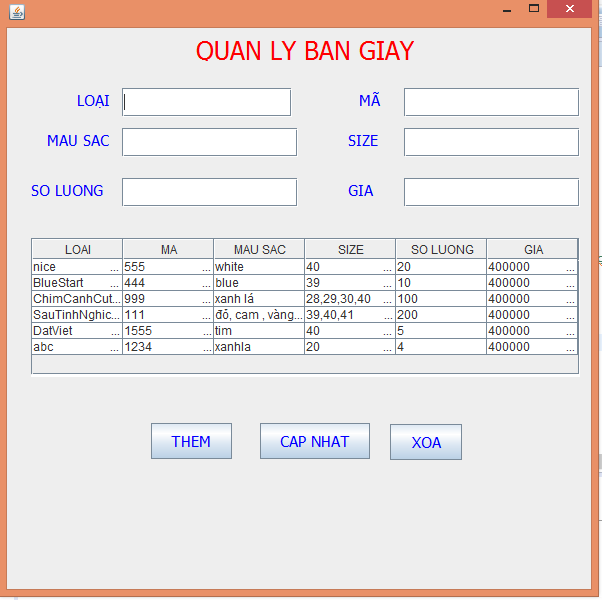 QUAN LY BAN GIAY
LOẠI MÃ
MAU SAC SIZE
SO LUONG GIA
LOAI MA MAU SAC SIZE SO LUONG GIA
nice ... 555 ... white 40 ... 20 400000 ...
BlueStart ... 444 ... blue 39 ... 10 400000 ...
ChimCanhCut... 999 ... xanh lá 28,29,30,40 ... 100 400000 ...
SauTinhNghic... 111 ... đỏ, cam , vàng... 39,40,41 ... 200 400000 ...
DatViet ... 1555 ... tim 40 ... 5 400000 ...
abc ... 1234 ... xanhla 20 ... 4 400000 ...
THEM CAP NHAT XOA